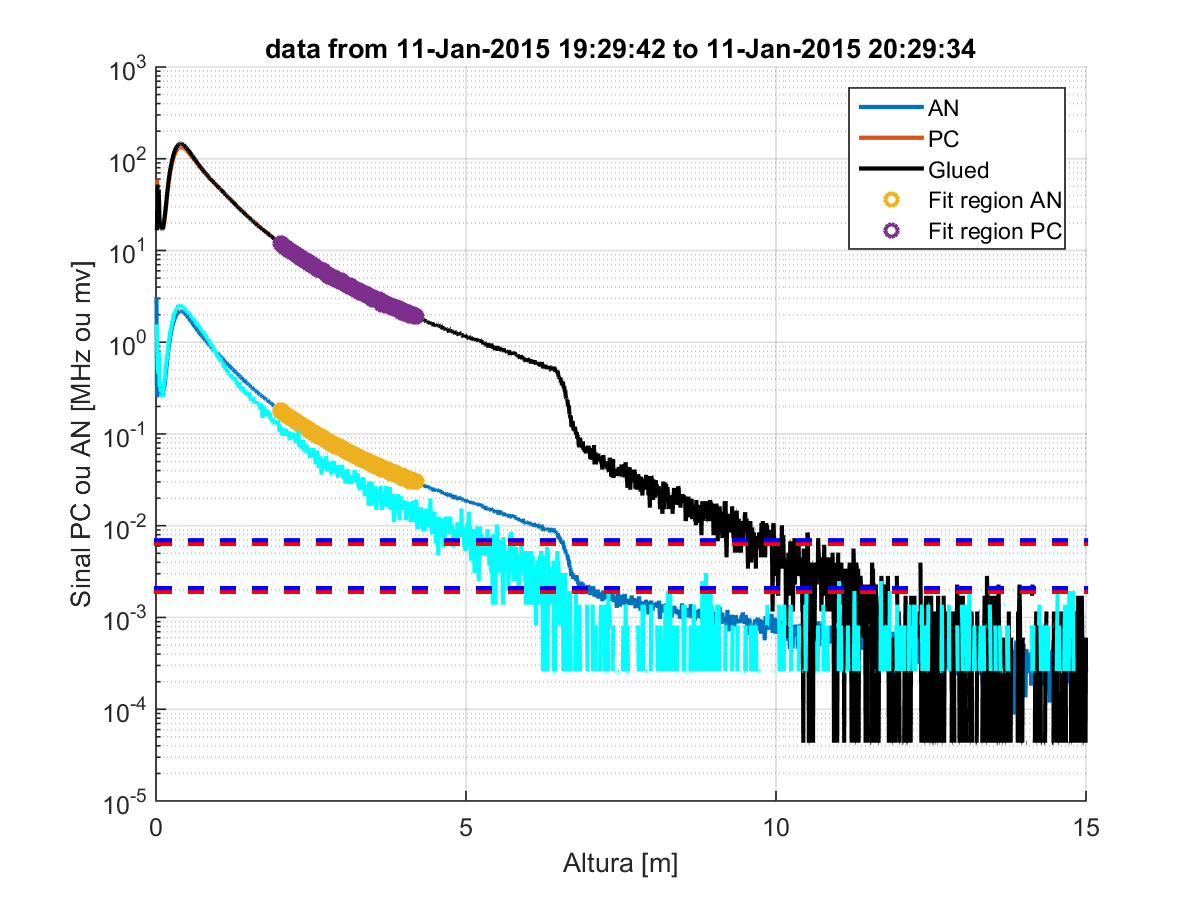 data from 11-Jan-2015 19:29:42 to 11-Jan-2015 20:29:34
AN
PC
Glued
Fit region AN
Fit region PC
Sinal PC ou AN [MHz ou mv]
10^3
10^2
10^1
10^0
10^-1
10^-2
10^-3
10^-4
10^-5
0 5 10 15
Altura [m]